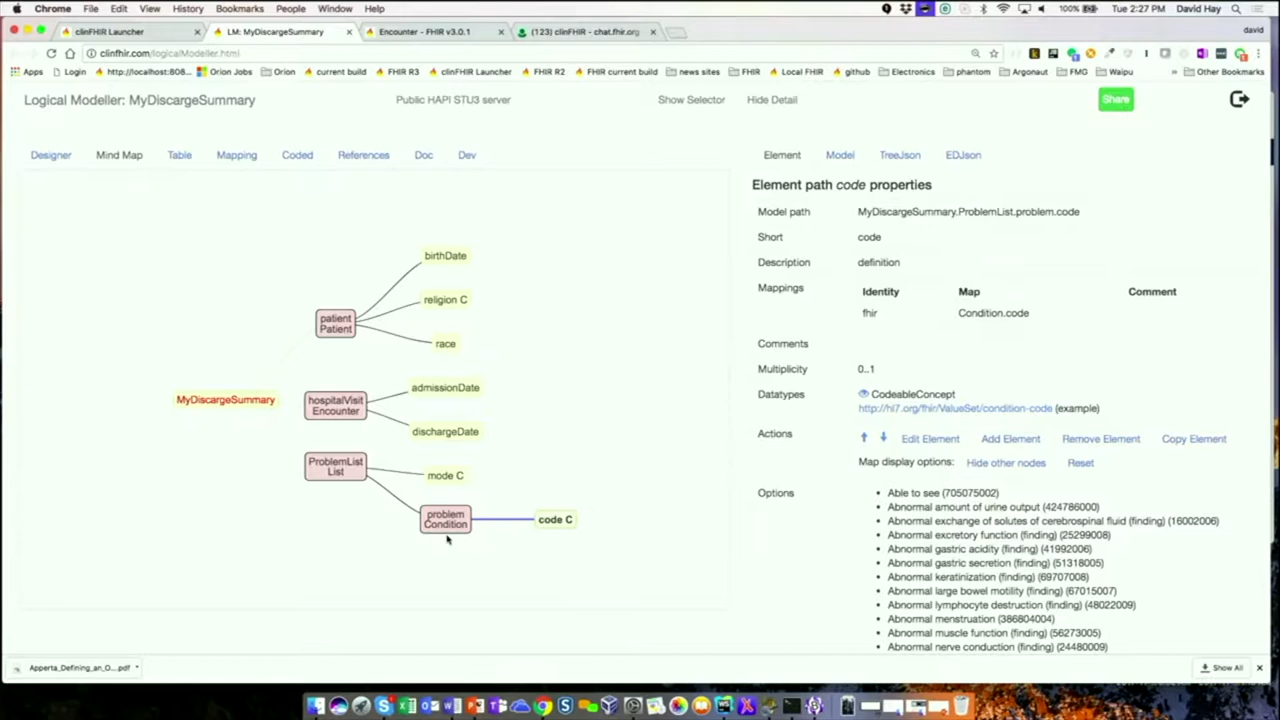 Chrome File Edit View History Bookmarks People Window Help 100% Tue 2:27 PM David Hay
clinFHIR Launcher LM: MyDiscargeSummary Encounter - FHIR v3.0.1 (123) clinFHIR - chat.fhir.org david
clinfhir.com/logicalModeller.html
Apps Login http://localhost:808... Orion Jobs Orion current build FHIR R3 clinFHIR Launcher FHIR R2 FHIR current build news sites FHIR Local FHIR github Electronics phantom Argonaut FMG Waipu » Other Bookmarks
Logical Modeller: MyDiscargeSummary Public HAPI STU3 server Show Selector Hide Detail Share
Designer Mind Map Table Mapping Coded References Doc Dev
Element Model TreeJson EDJson
birthDate
religion C
patient
Patient
race
admissionDate
MyDiscargeSummary
hospitalVisit
Encounter
dischargeDate
ProblemList
List
mode C
problem
Condition
code C
Element path code properties
Model path MyDiscargeSummary.ProblemList.problem.code
Short code
Description definition
Mappings Identity Map Comment
fhir Condition.code
Comments
Multiplicity 0..1
Datatypes CodeableConcept
http://hl7.org/fhir/ValueSet/condition-code (example)
Actions Edit Element Add Element Remove Element Copy Element
Map display options: Hide other nodes Reset
Options • Able to see (705075002)
• Abnormal amount of urine output (424786000)
• Abnormal exchange of solutes of cerebrospinal fluid (finding) (16002006)
• Abnormal excretory function (finding) (25299008)
• Abnormal gastric acidity (finding) (41992006)
• Abnormal gastric secretion (finding) (51318005)
• Abnormal keratinization (finding) (69707008)
• Abnormal large bowel motility (finding) (67015007)
• Abnormal lymphocyte destruction (finding) (48022009)
• Abnormal menstruation (386804004)
• Abnormal muscle function (finding) (56273005)
• Abnormal nerve conduction (finding) (24480009)
Apperta_Defining_an_O....pdf Show All